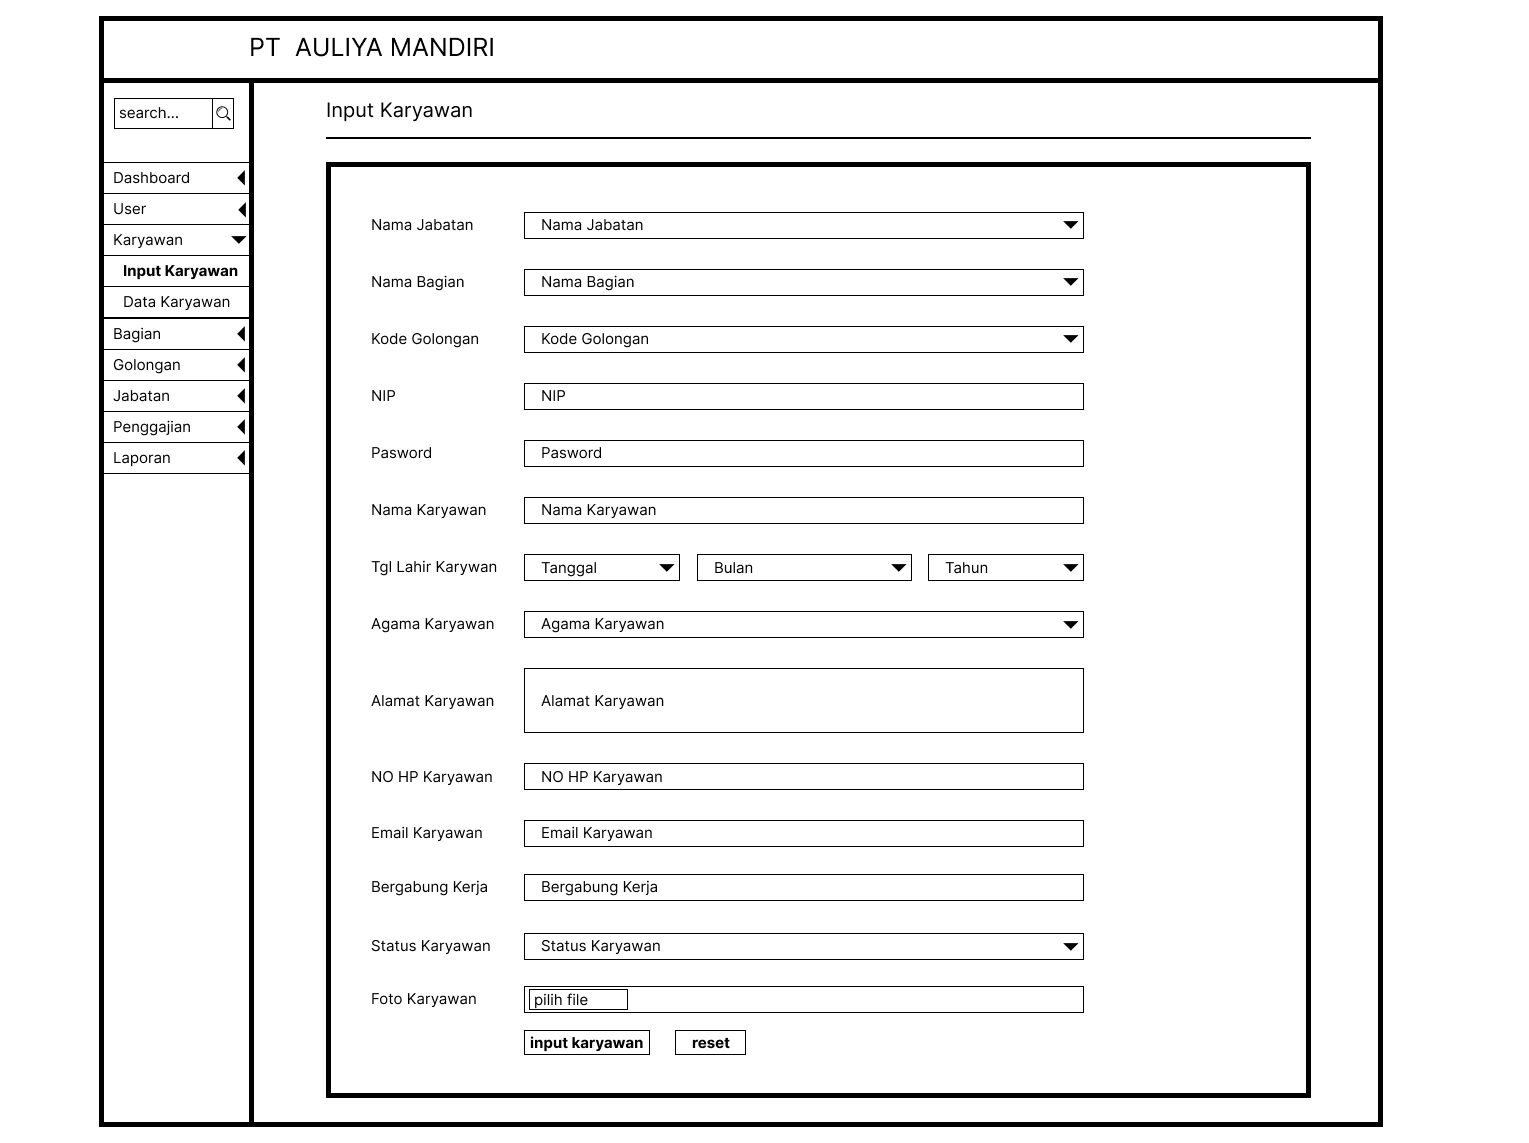 PT  AULIYA MANDIRI
search...
Dashboard
User
Karyawan
Input Karyawan
Data Karyawan
Bagian
Golongan
Jabatan
Penggajian
Laporan
Input Karyawan
Nama Jabatan Nama Jabatan
Nama Bagian Nama Bagian
Kode Golongan Kode Golongan
NIP NIP
Pasword Pasword
Nama Karyawan Nama Karyawan
Tgl Lahir Karywan Tanggal Bulan Tahun
Agama Karyawan Agama Karyawan
Alamat Karyawan Alamat Karyawan
NO HP Karyawan NO HP Karyawan
Email Karyawan Email Karyawan
Bergabung Kerja Bergabung Kerja
Status Karyawan Status Karyawan
Foto Karyawan pilih file
input karyawan reset